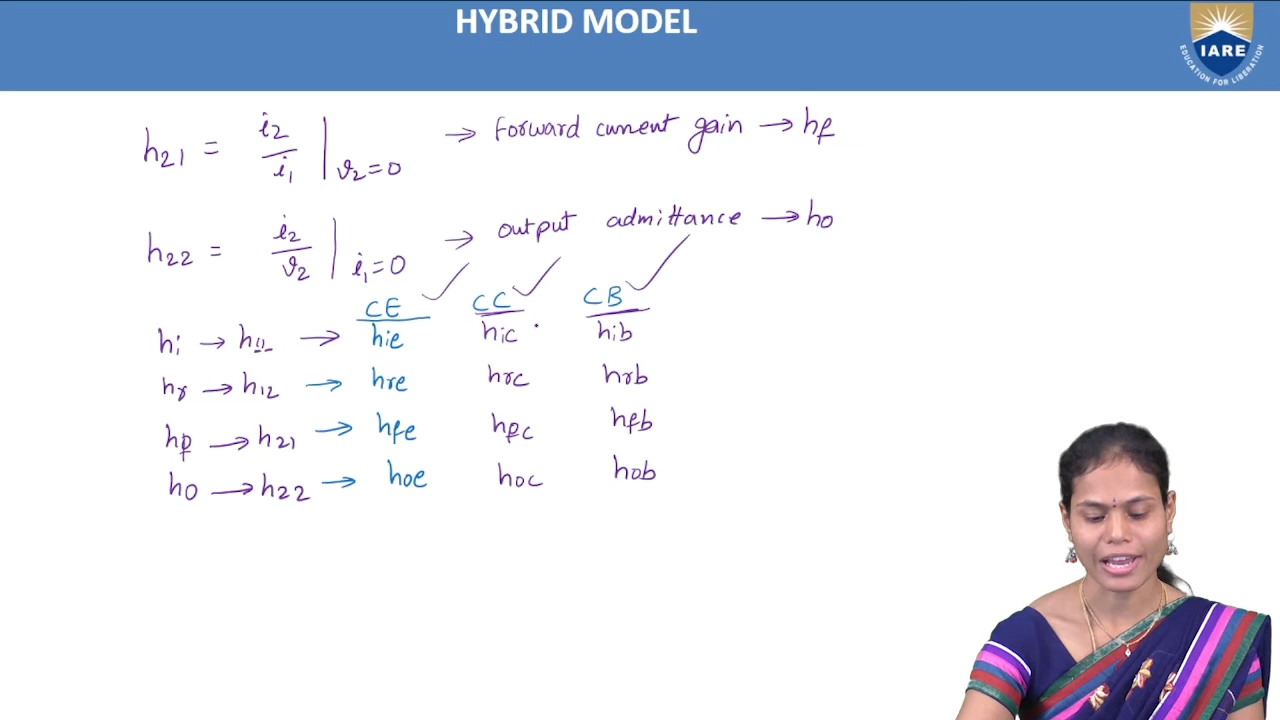 HYBRID MODEL
IARE
EDUCATION FOR LIBERATION
h21 = i2/i1 | v2=0 → Forward current gain → hf
h22 = i2/v2 | i1=0 → output admittance → ho
CE CC CB
hi → h11 → hie hic hib
hr → h12 → hre hrc hrb
hf → h21 → hfe hfc hfb
ho → h22 → hoe hoc hob